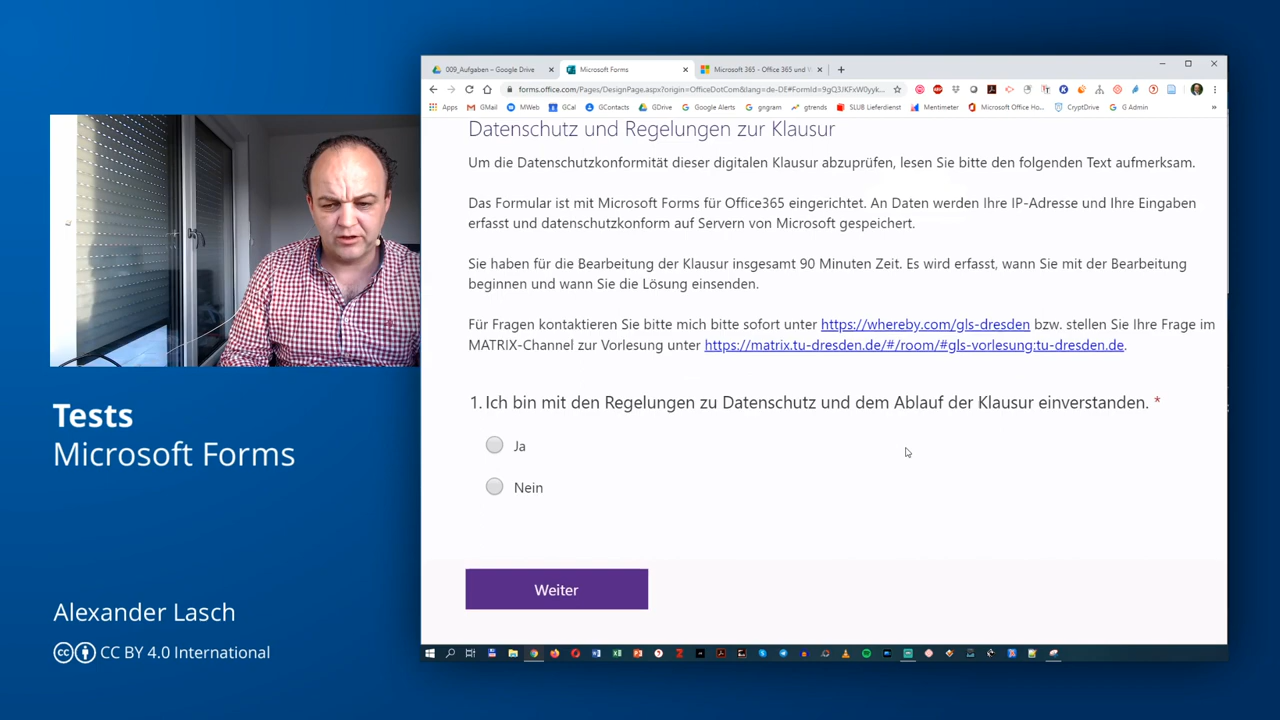 009_Aufgaben – Google Drive
Microsoft Forms
Microsoft 365 - Office 365 und V
forms.office.com/Pages/DesignPage.aspx?origin=OfficeDotCom&lang=de-DE#FormId=9gQ3JKFxW0yyk...
Apps GMail MWeb GCal GContacts GDrive Google Alerts gngram gtrends SLUB Lieferdienst Mentimeter Microsoft Office Ho... CryptDrive G Admin »
Datenschutz und Regelungen zur Klausur
Um die Datenschutzkonformität dieser digitalen Klausur abzuprüfen, lesen Sie bitte den folgenden Text aufmerksam.
Das Formular ist mit Microsoft Forms für Office365 eingerichtet. An Daten werden Ihre IP-Adresse und Ihre Eingaben
erfasst und datenschutzkonform auf Servern von Microsoft gespeichert.
Sie haben für die Bearbeitung der Klausur insgesamt 90 Minuten Zeit. Es wird erfasst, wann Sie mit der Bearbeitung
beginnen und wann Sie die Lösung einsenden.
Für Fragen kontaktieren Sie bitte mich bitte sofort unter https://whereby.com/gls-dresden bzw. stellen Sie Ihre Frage im
MATRIX-Channel zur Vorlesung unter https://matrix.tu-dresden.de/#/room/#gls-vorlesung:tu-dresden.de.
1. Ich bin mit den Regelungen zu Datenschutz und dem Ablauf der Klausur einverstanden. *
Ja
Nein
Weiter
Tests
Microsoft Forms
Alexander Lasch
CC BY 4.0 International